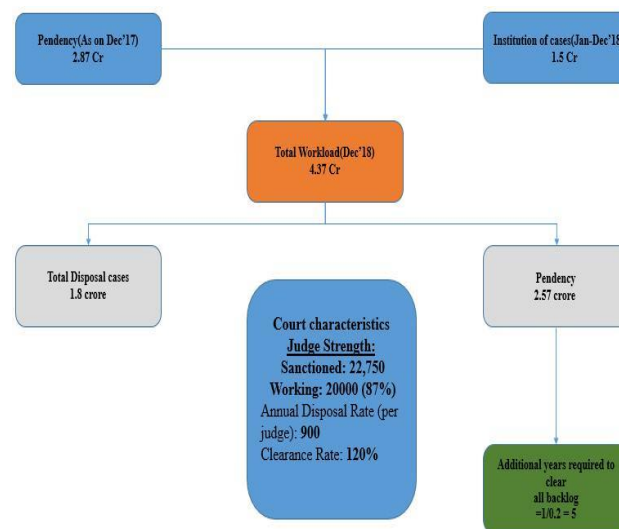 Pendency(As on Dec'17)
2.87 Cr
Institution of cases(Jan-Dec'18
1.5 Cr
Total Workload(Dec'18)
4.37 Cr
Total Disposal cases
1.8 crore
Pendency
2.57 crore
Court characteristics
Judge Strength:
Sanctioned: 22,750
Working: 20000 (87%)
Annual Disposal Rate (per
judge): 900
Clearance Rate: 120%
Additional years required to
clear
all backlog
=1/0.2 = 5